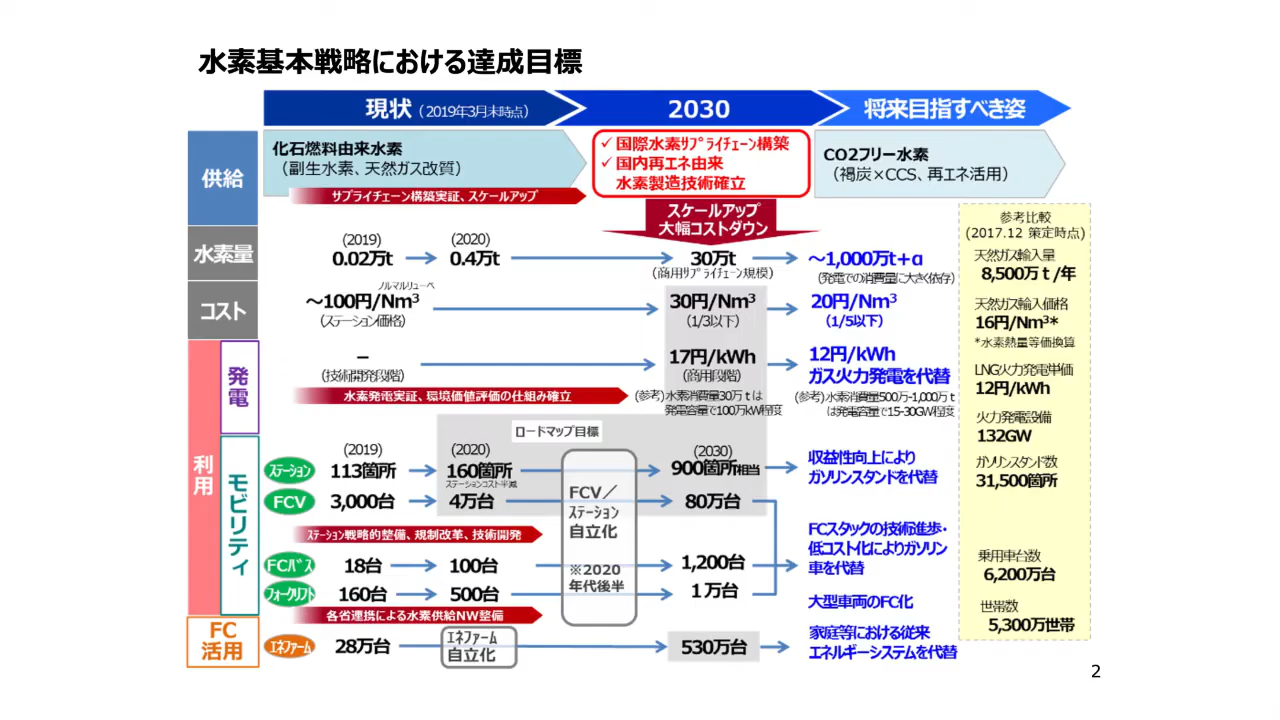 水素基本戦略における達成目標
現状（2019年3月末時点）
2030
将来目指すべき姿
供給
化石燃料由来水素
（副生水素、天然ガス改質）
✓国際水素サプライチェーン構築
✓国内再エネ由来
水素製造技術確立
CO2フリー水素
（褐炭×CCS、再エネ活用）
サプライチェーン構築実証、スケールアップ
スケールアップ
大幅コストダウン
水素量
(2019)
0.02万t
(2020)
0.4万t
30万t
(商用サプライチェーン規模)
～1,000万t+α
(発電での消費量に大きく依存)
コスト
ノルマルリューベ
～100円/Nm³
(ステーション価格)
30円/Nm³
(1/3以下)
20円/Nm³
(1/5以下)
利用
発電
－
(技術開発段階)
17円/kWh
(商用段階)
12円/kWh
ガス火力発電を代替
水素発電実証、環境価値評価の仕組み確立
(参考) 水素消費量30万ｔは
発電容量で100万kW程度
(参考) 水素消費量500万-1,000万ｔ
は発電容量で15-30GW程度
モビリティ
ロードマップ目標
ステーション
(2019)
113箇所
(2020)
160箇所
ステーションコスト半減
(2030)
900箇所相当
収益性向上により
ガソリンスタンドを代替
FCV
3,000台
4万台
80万台
FCV／
ステーション
自立化
※2020
年代後半
ステーション戦略的整備、規制改革、技術開発
FCスタックの技術進歩・
低コスト化によりガソリン
車を代替
FCバス
18台
100台
1,200台
フォークリフト
160台
500台
1万台
大型車両のFC化
各省連携による水素供給NW整備
FC
活用
エネファーム
28万台
エネファーム
自立化
530万台
家庭等における従来
エネルギーシステムを代替
参考比較
(2017.12 策定時点)
天然ガス輸入量
8,500万ｔ/年
天然ガス輸入価格
16円/Nm³*
*水素熱量等価換算
LNG火力発電単価
12円/kWh
火力発電設備
132GW
ガソリンスタンド数
31,500箇所
乗用車台数
6,200万台
世帯数
5,300万世帯
2